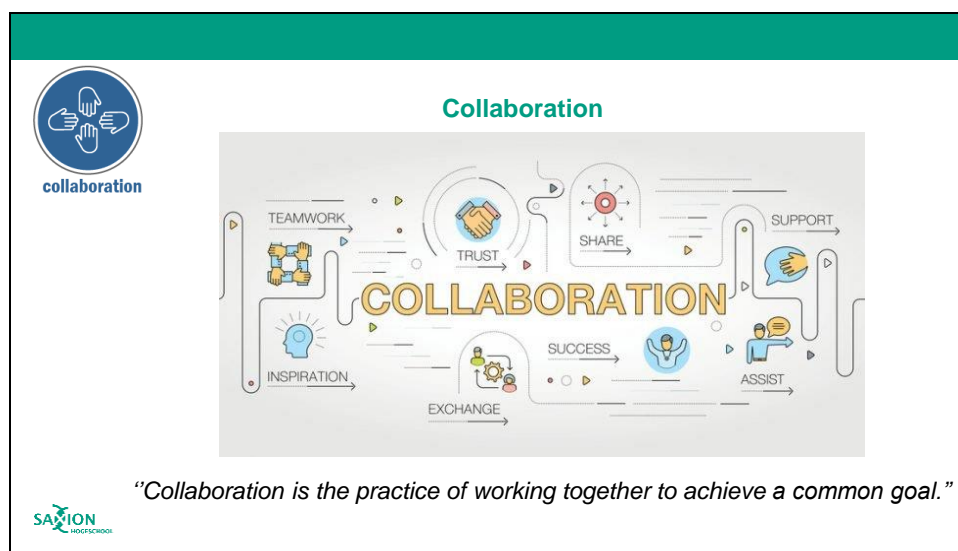 Collaboration
collaboration
TEAMWORK
TRUST
SHARE
SUPPORT
COLLABORATION
INSPIRATION
EXCHANGE
SUCCESS
ASSIST
‘’Collaboration is the practice of working together to achieve a common goal.”
SAXION
HOGESCHOOL